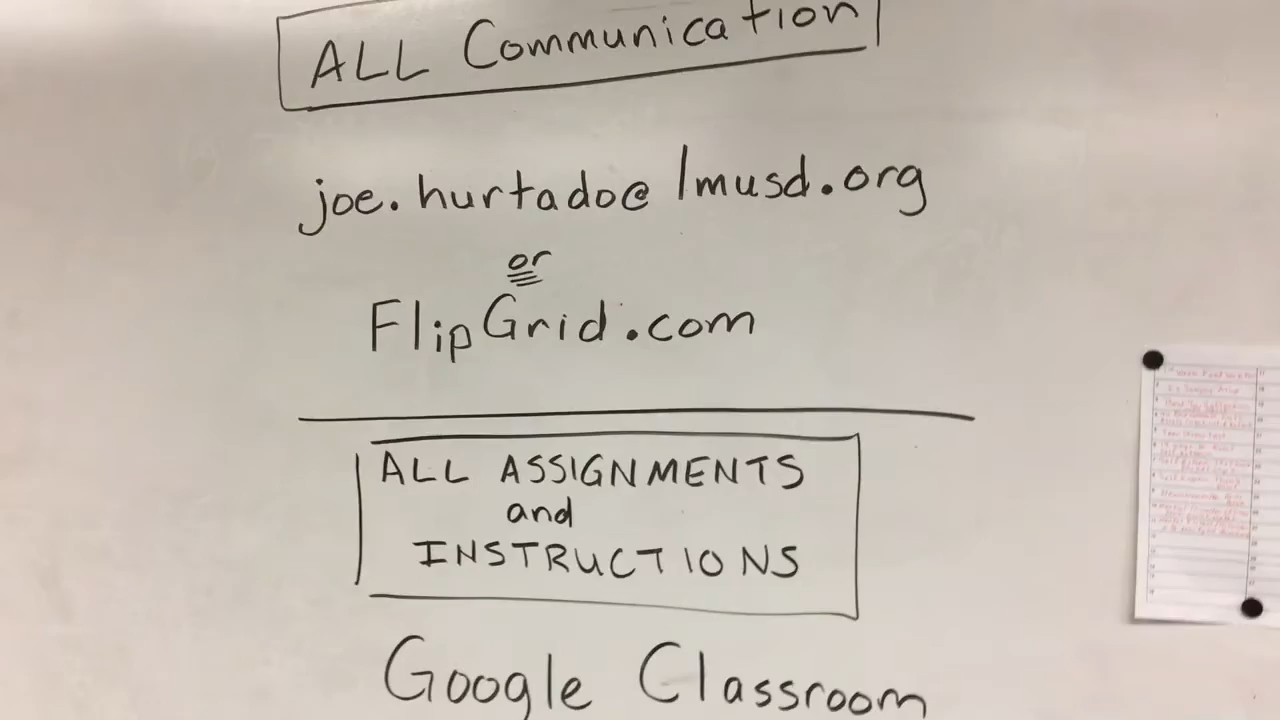 ALL Communication
joe.hurtado@lmusd.org
or
FlipGrid.com
ALL ASSIGNMENTS
and
INSTRUCTIONS
Google Classroom